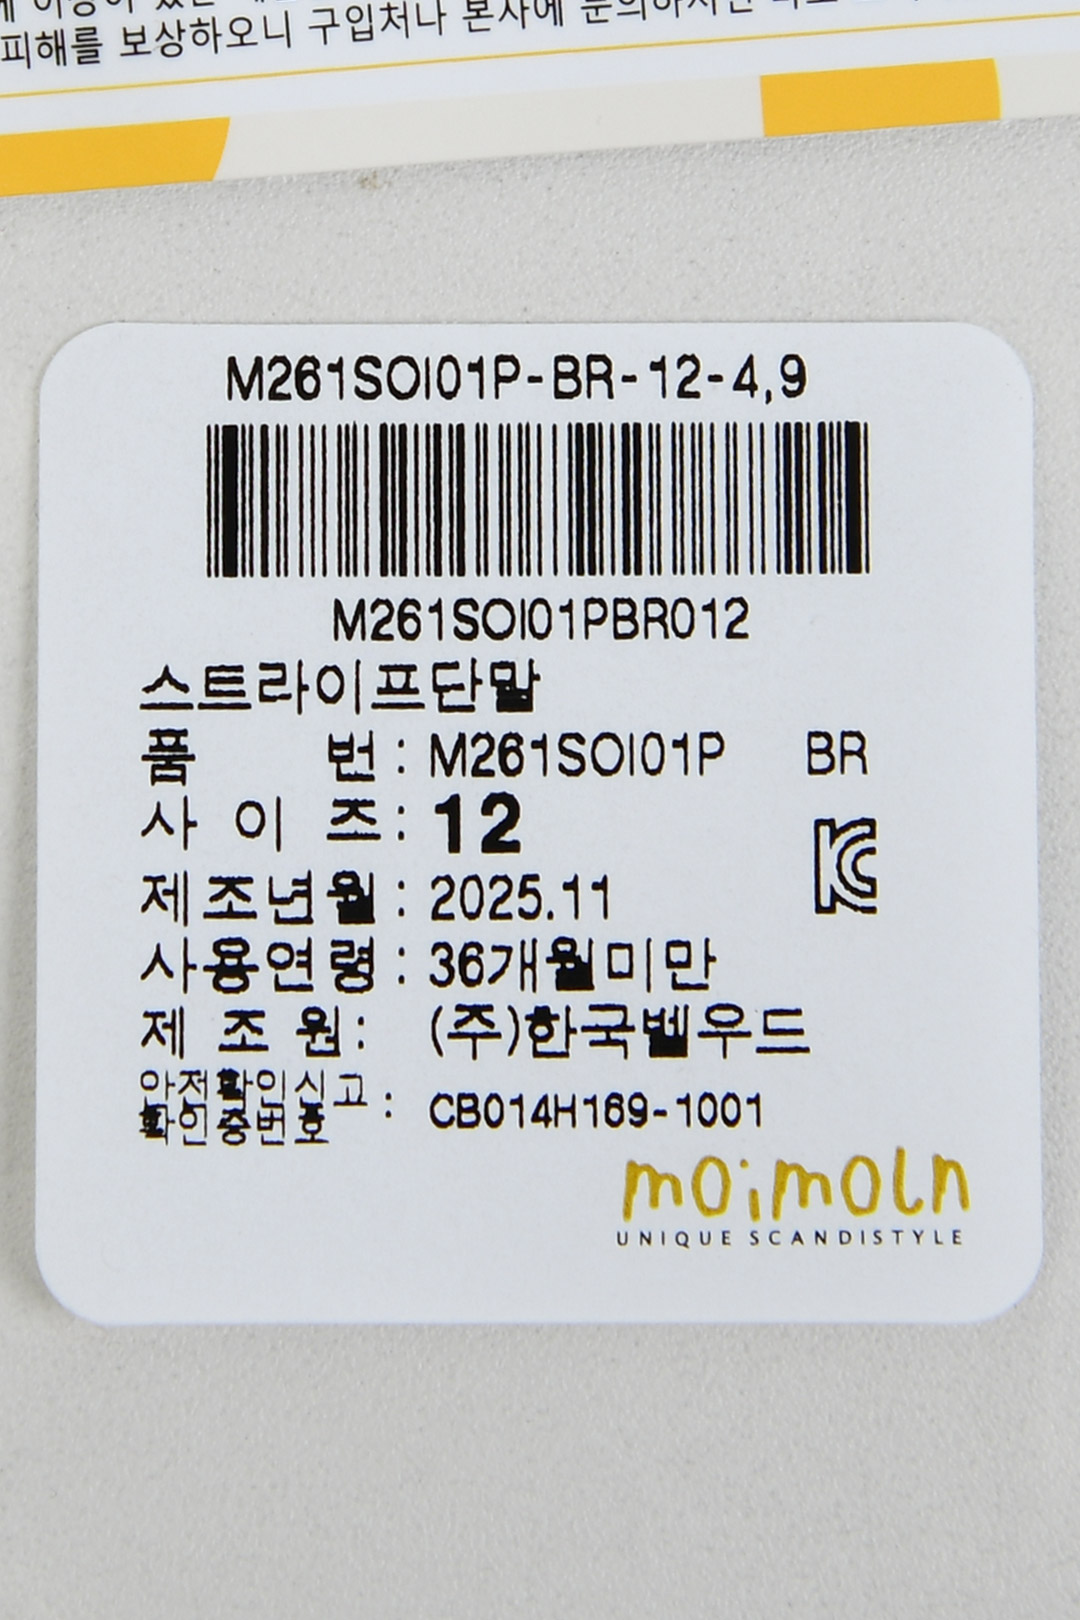 피해를 보상하오니 구입처나 본사에 문의하시면
M261SOI01P-BR-12-4,9
M261SOI01PBR012
스트라이프단말
품 번 : M261SOI01P BR
사 이 즈 : 12
제조년월 : 2025.11
사용연령 : 36개월미만
제 조 원 : (주)한국벨우드
안전확인신고
확인증번호 : CB014H169-1001
moimoln
UNIQUE SCANDISTYLE